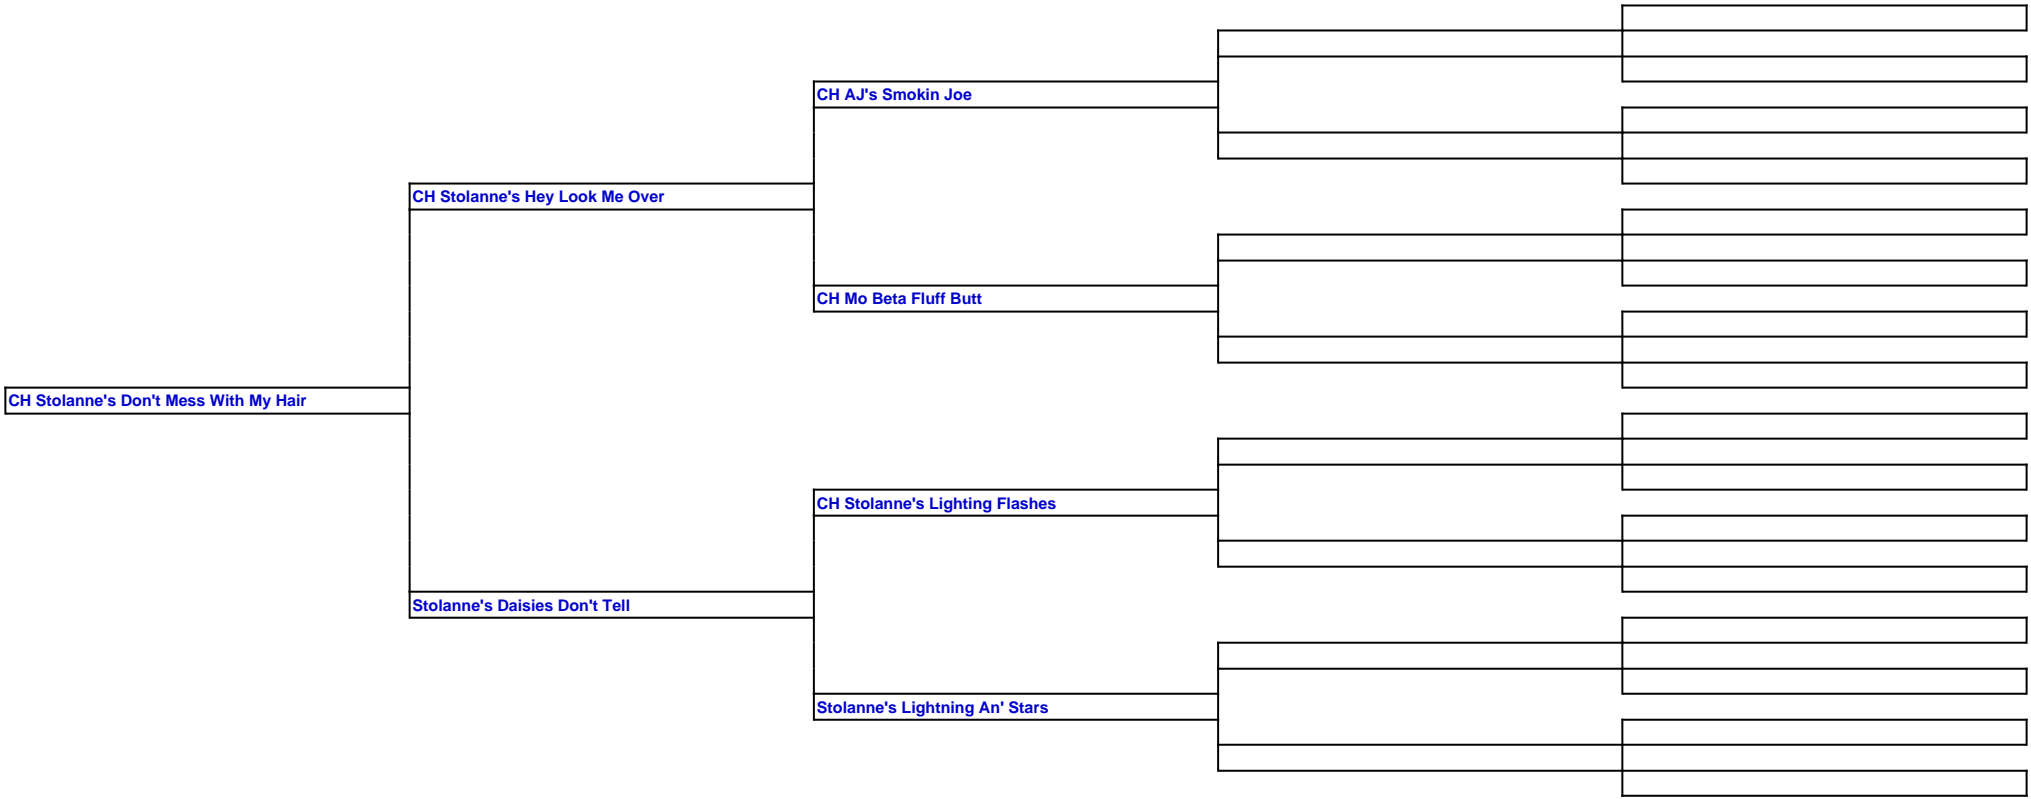 CH AJ's Smokin Joe
CH Stolanne's Hey Look Me Over
CH Mo Beta Fluff Butt
CH Stolanne's Don't Mess With My Hair
CH Stolanne's Lighting Flashes
Stolanne's Daisies Don't Tell
Stolanne's Lightning An' Stars